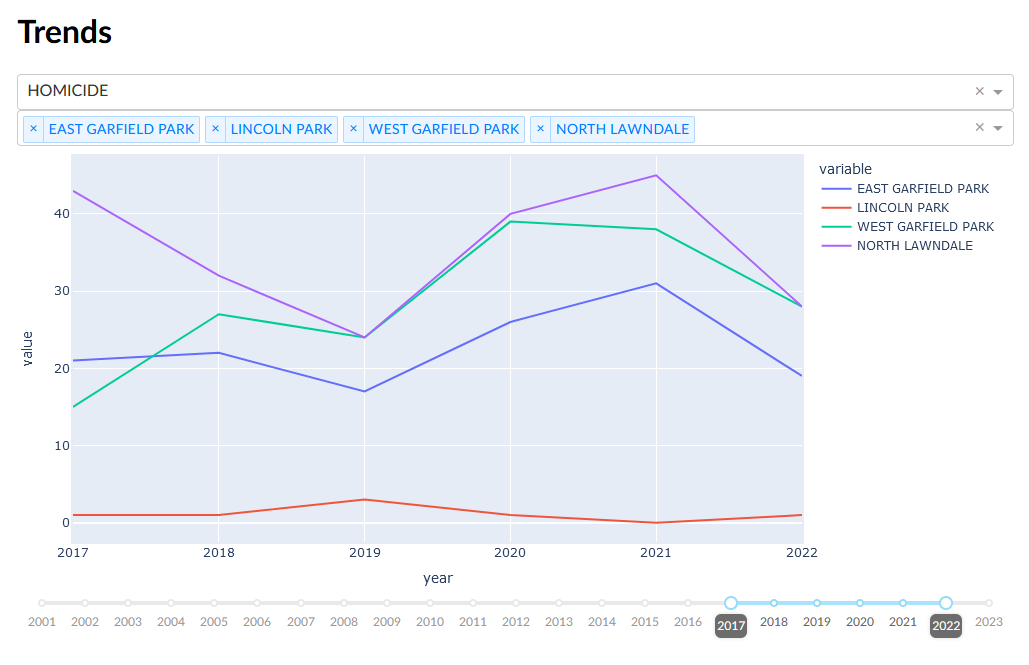 Trends
HOMICIDE × 
× EAST GARFIELD PARK × LINCOLN PARK × WEST GARFIELD PARK × NORTH LAWNDALE ×
variable
EAST GARFIELD PARK
LINCOLN PARK
WEST GARFIELD PARK
NORTH LAWNDALE
value
40
30
20
10
0
2017 2018 2019 2020 2021 2022
year
2001 2002 2003 2004 2005 2006 2007 2008 2009 2010 2011 2012 2013 2014 2015 2016 2017 2018 2019 2020 2021 2022 2023